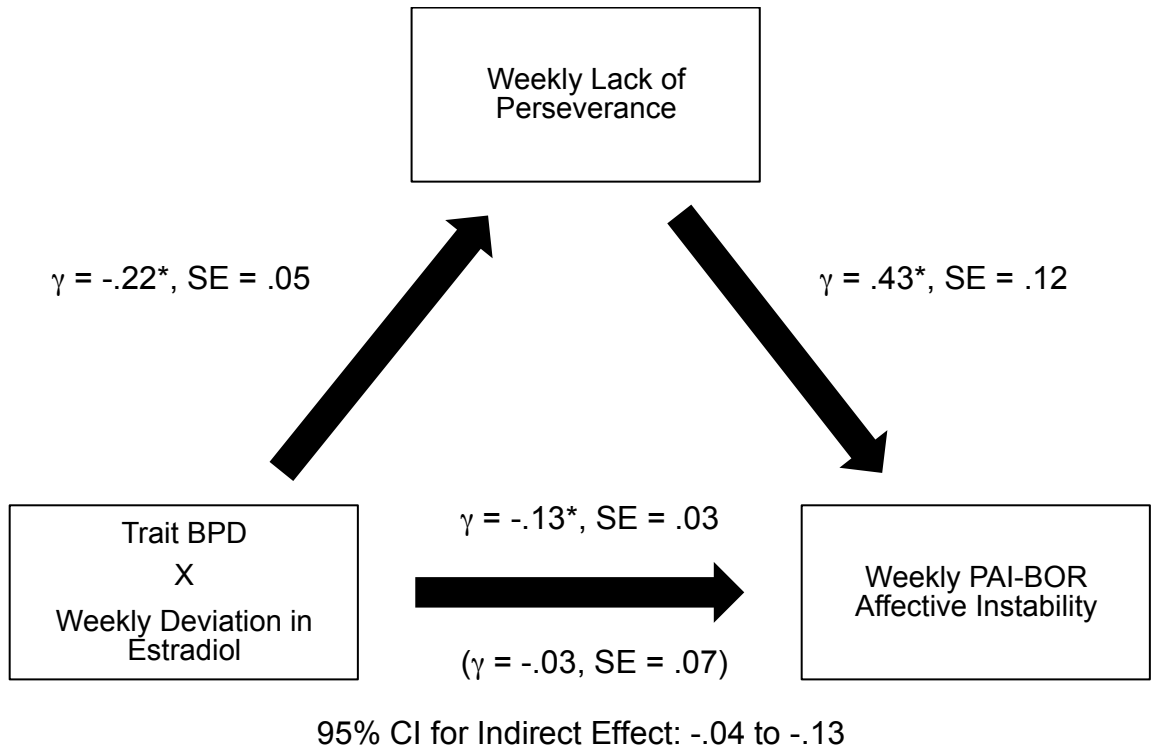 Weekly Lack of
Perseverance
γ = -.22*, SE = .05
γ = .43*, SE = .12
Trait BPD
X
Weekly Deviation in
Estradiol
γ = -.13*, SE = .03
(γ = -.03, SE = .07)
Weekly PAI-BOR
Affective Instability
95% CI for Indirect Effect: -.04 to -.13